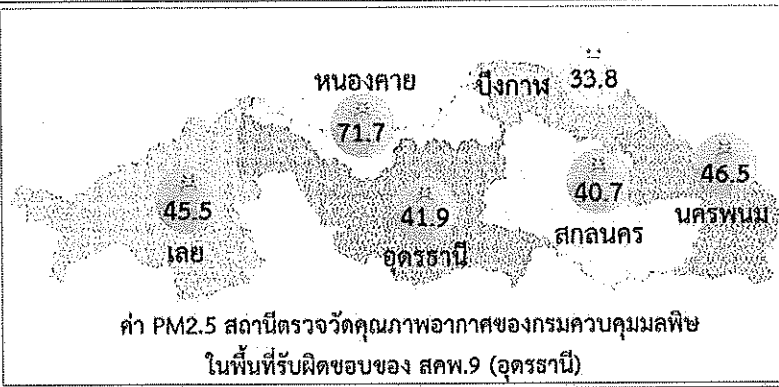 หนองคาย
71.7
บึงกาฬ
33.8
45.5
เลย
41.9
อุดรธานี
40.7
สกลนคร
46.5
นครพนม
ค่า PM2.5 สถานีตรวจวัดคุณภาพอากาศของกรมควบคุมมลพิษ
ในพื้นที่รับผิดชอบของ สคพ.9 (อุดรธานี)